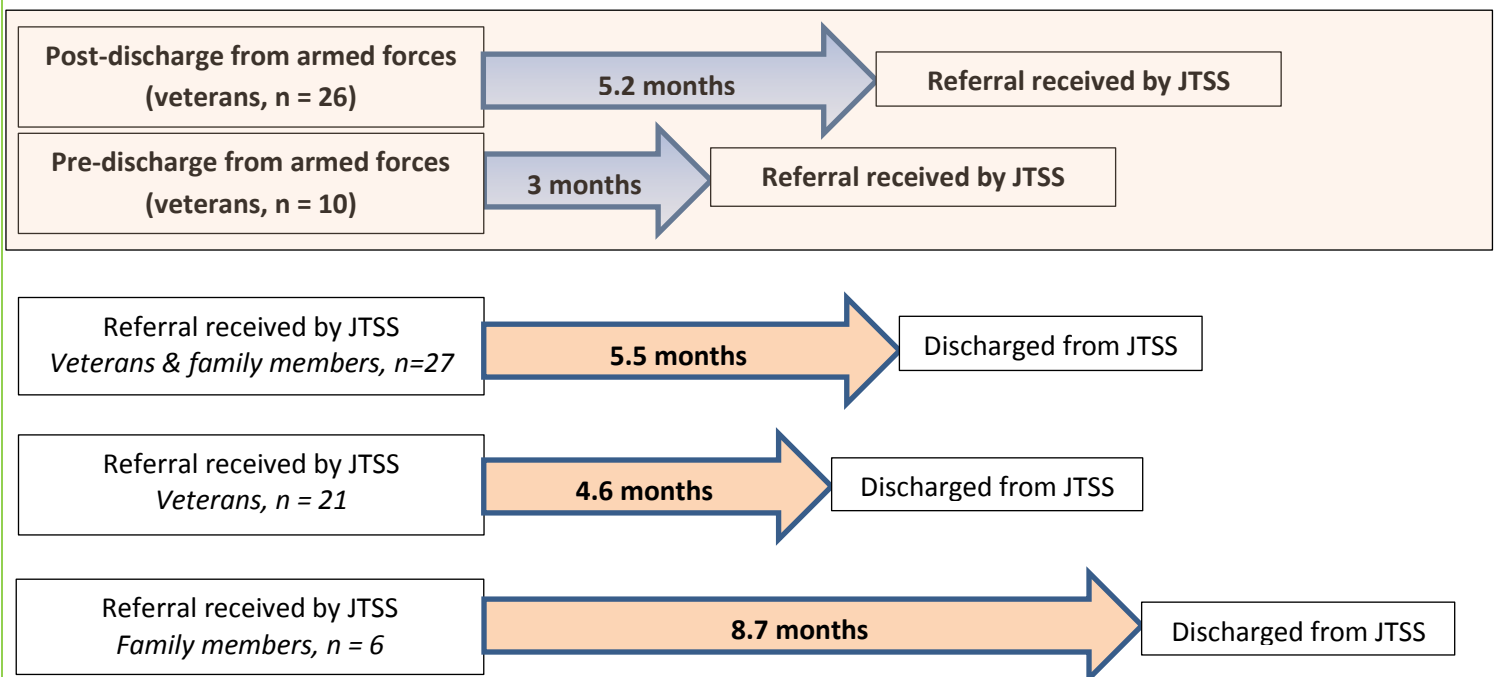 Post-discharge from armed forces
(veterans, n = 26)
5.2 months
Referral received by JTSS
Pre-discharge from armed forces
(veterans, n = 10)
3 months
Referral received by JTSS
Referral received by JTSS
Veterans & family members, n=27
5.5 months
Discharged from JTSS
Referral received by JTSS
Veterans, n = 21
4.6 months
Discharged from JTSS
Referral received by JTSS
Family members, n = 6
8.7 months
Discharged from JTSS